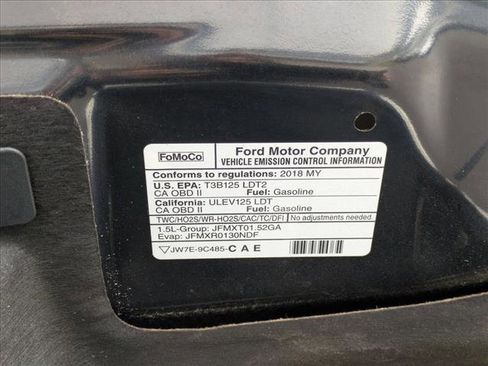 FoMoCo
Ford Motor Company
VEHICLE EMISSION CONTROL INFORMATION
Conforms to regulations: 2018 MY
U.S. EPA: T3B125 LDT2
CA OBD II Fuel: Gasoline
California: ULEV125 LDT
CA OBD II Fuel: Gasoline
TWC/HO2S/WR-HO2S/CAC/TC/DFI No adjustments needed.
1.5L-Group: JFMXT01.52GA
Evap: JFMXR0130NDF
JW7E-9C485-C A E